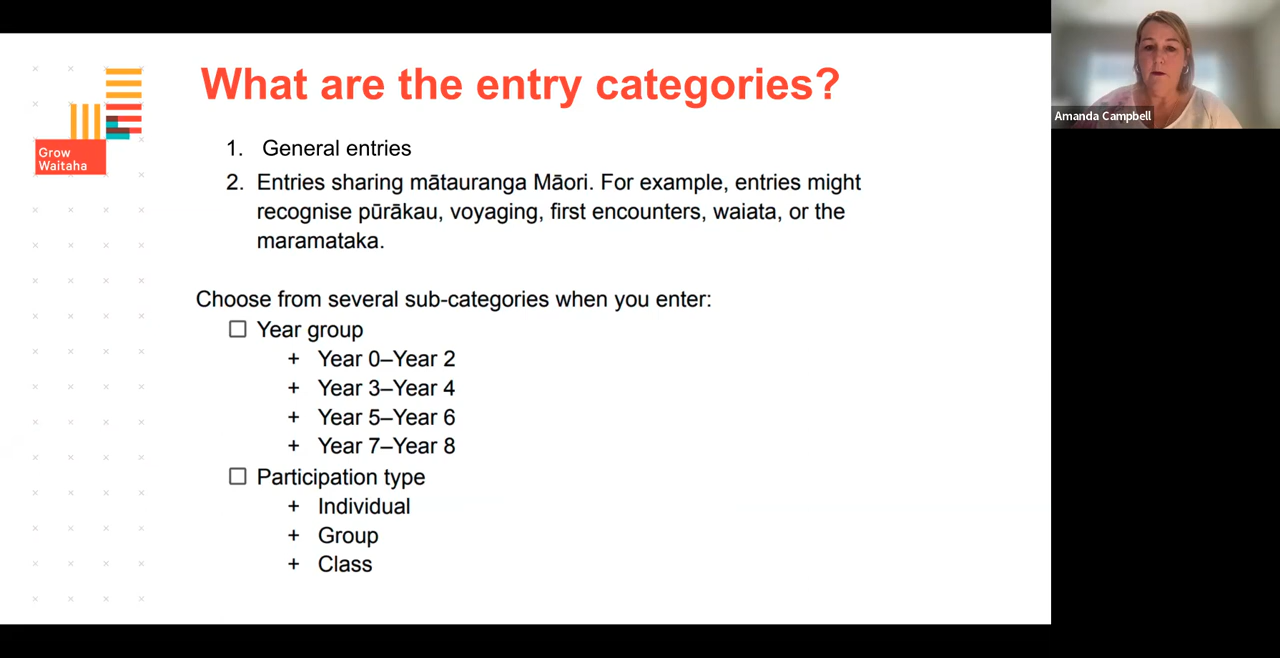 What are the entry categories?
Grow
Waitaha
1. General entries
2. Entries sharing mātauranga Māori. For example, entries might
recognise pūrākau, voyaging, first encounters, waiata, or the
maramataka.
Choose from several sub-categories when you enter:
☐ Year group
+ Year 0–Year 2
+ Year 3–Year 4
+ Year 5–Year 6
+ Year 7–Year 8
☐ Participation type
+ Individual
+ Group
+ Class
Amanda Campbell